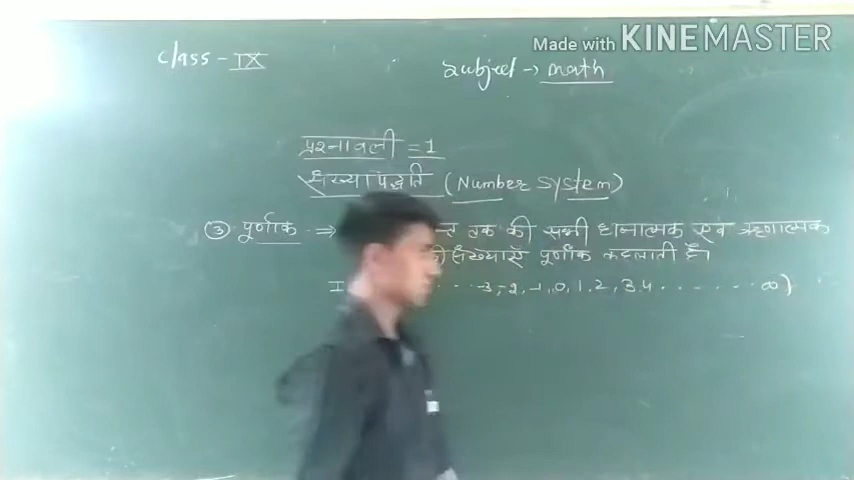 Made with KINEMASTER
Class - IX
Subject → math
प्रश्नावली = 1
संख्या पद्धति (Number System)
③ पूर्णांक ⇒ तक की सभी धनात्मक एवं ऋणात्मक
संख्याएँ पूर्णांक कहलाती हैं।
I ... -3, -2, -1, 0, 1, 2, 3, 4 ....... ∞}